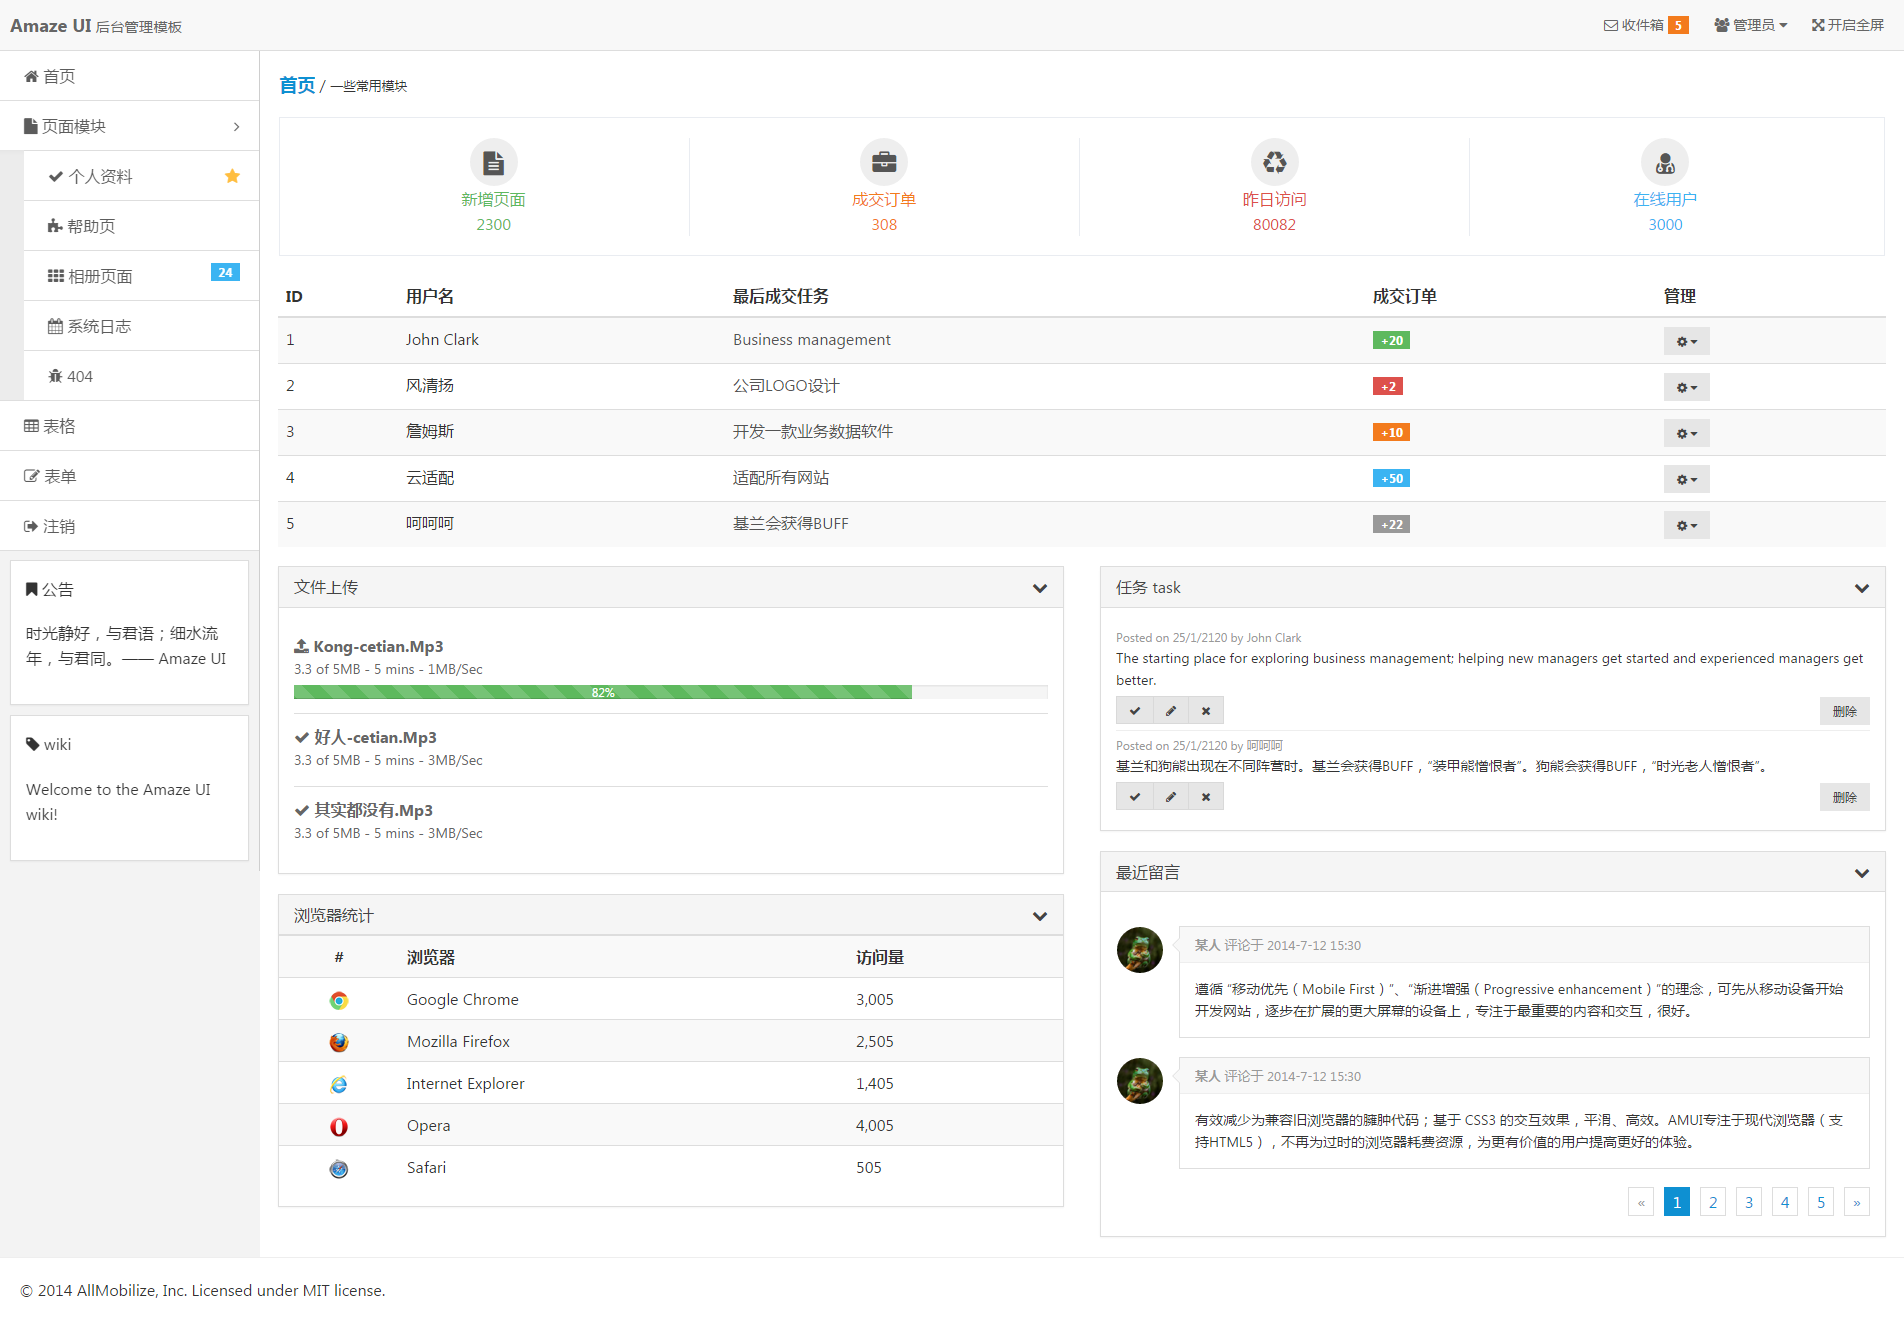 Amaze UI 后台管理模板
收件箱 5 管理员 开启全屏
首页
页面模块
个人资料
帮助页
相册页面 24
系统日志
404
表格
表单
注销
公告
时光静好，与君语；细水流
年，与君同。—— Amaze UI
wiki
Welcome to the Amaze UI
wiki!
首页 / 一些常用模块
新增页面
2300
成交订单
308
昨日访问
80082
在线用户
3000
ID 用户名 最后成交任务 成交订单 管理
1 John Clark Business management +20
2 风清扬 公司LOGO设计 +2
3 詹姆斯 开发一款业务数据软件 +10
4 云适配 适配所有网站 +50
5 呵呵呵 基兰会获得BUFF +22
文件上传
Kong-cetian.Mp3
3.3 of 5MB - 5 mins - 1MB/Sec
82%
好人-cetian.Mp3
3.3 of 5MB - 5 mins - 3MB/Sec
其实都没有.Mp3
3.3 of 5MB - 5 mins - 3MB/Sec
浏览器统计
# 浏览器 访问量
Google Chrome 3,005
Mozilla Firefox 2,505
Internet Explorer 1,405
Opera 4,005
Safari 505
任务 task
Posted on 25/1/2120 by John Clark
The starting place for exploring business management; helping new managers get started and experienced managers get
better.
删除
Posted on 25/1/2120 by 呵呵呵
基兰和狗熊出现在不同阵营时。基兰会获得BUFF，“装甲熊憎恨者”。狗熊会获得BUFF，“时光老人憎恨者”。
删除
最近留言
某人 评论于 2014-7-12 15:30
遵循 “移动优先（Mobile First）”、“渐进增强（Progressive enhancement）”的理念，可先从移动设备开始
开发网站，逐步在扩展的更大屏幕的设备上，专注于最重要的内容和交互，很好。
某人 评论于 2014-7-12 15:30
有效减少为兼容旧浏览器的臃肿代码；基于 CSS3 的交互效果，平滑、高效。AMUI专注于现代浏览器（支
持HTML5），不再为过时的浏览器耗费资源，为更有价值的用户提高更好的体验。
« 1 2 3 4 5 »
© 2014 AllMobilize, Inc. Licensed under MIT license.